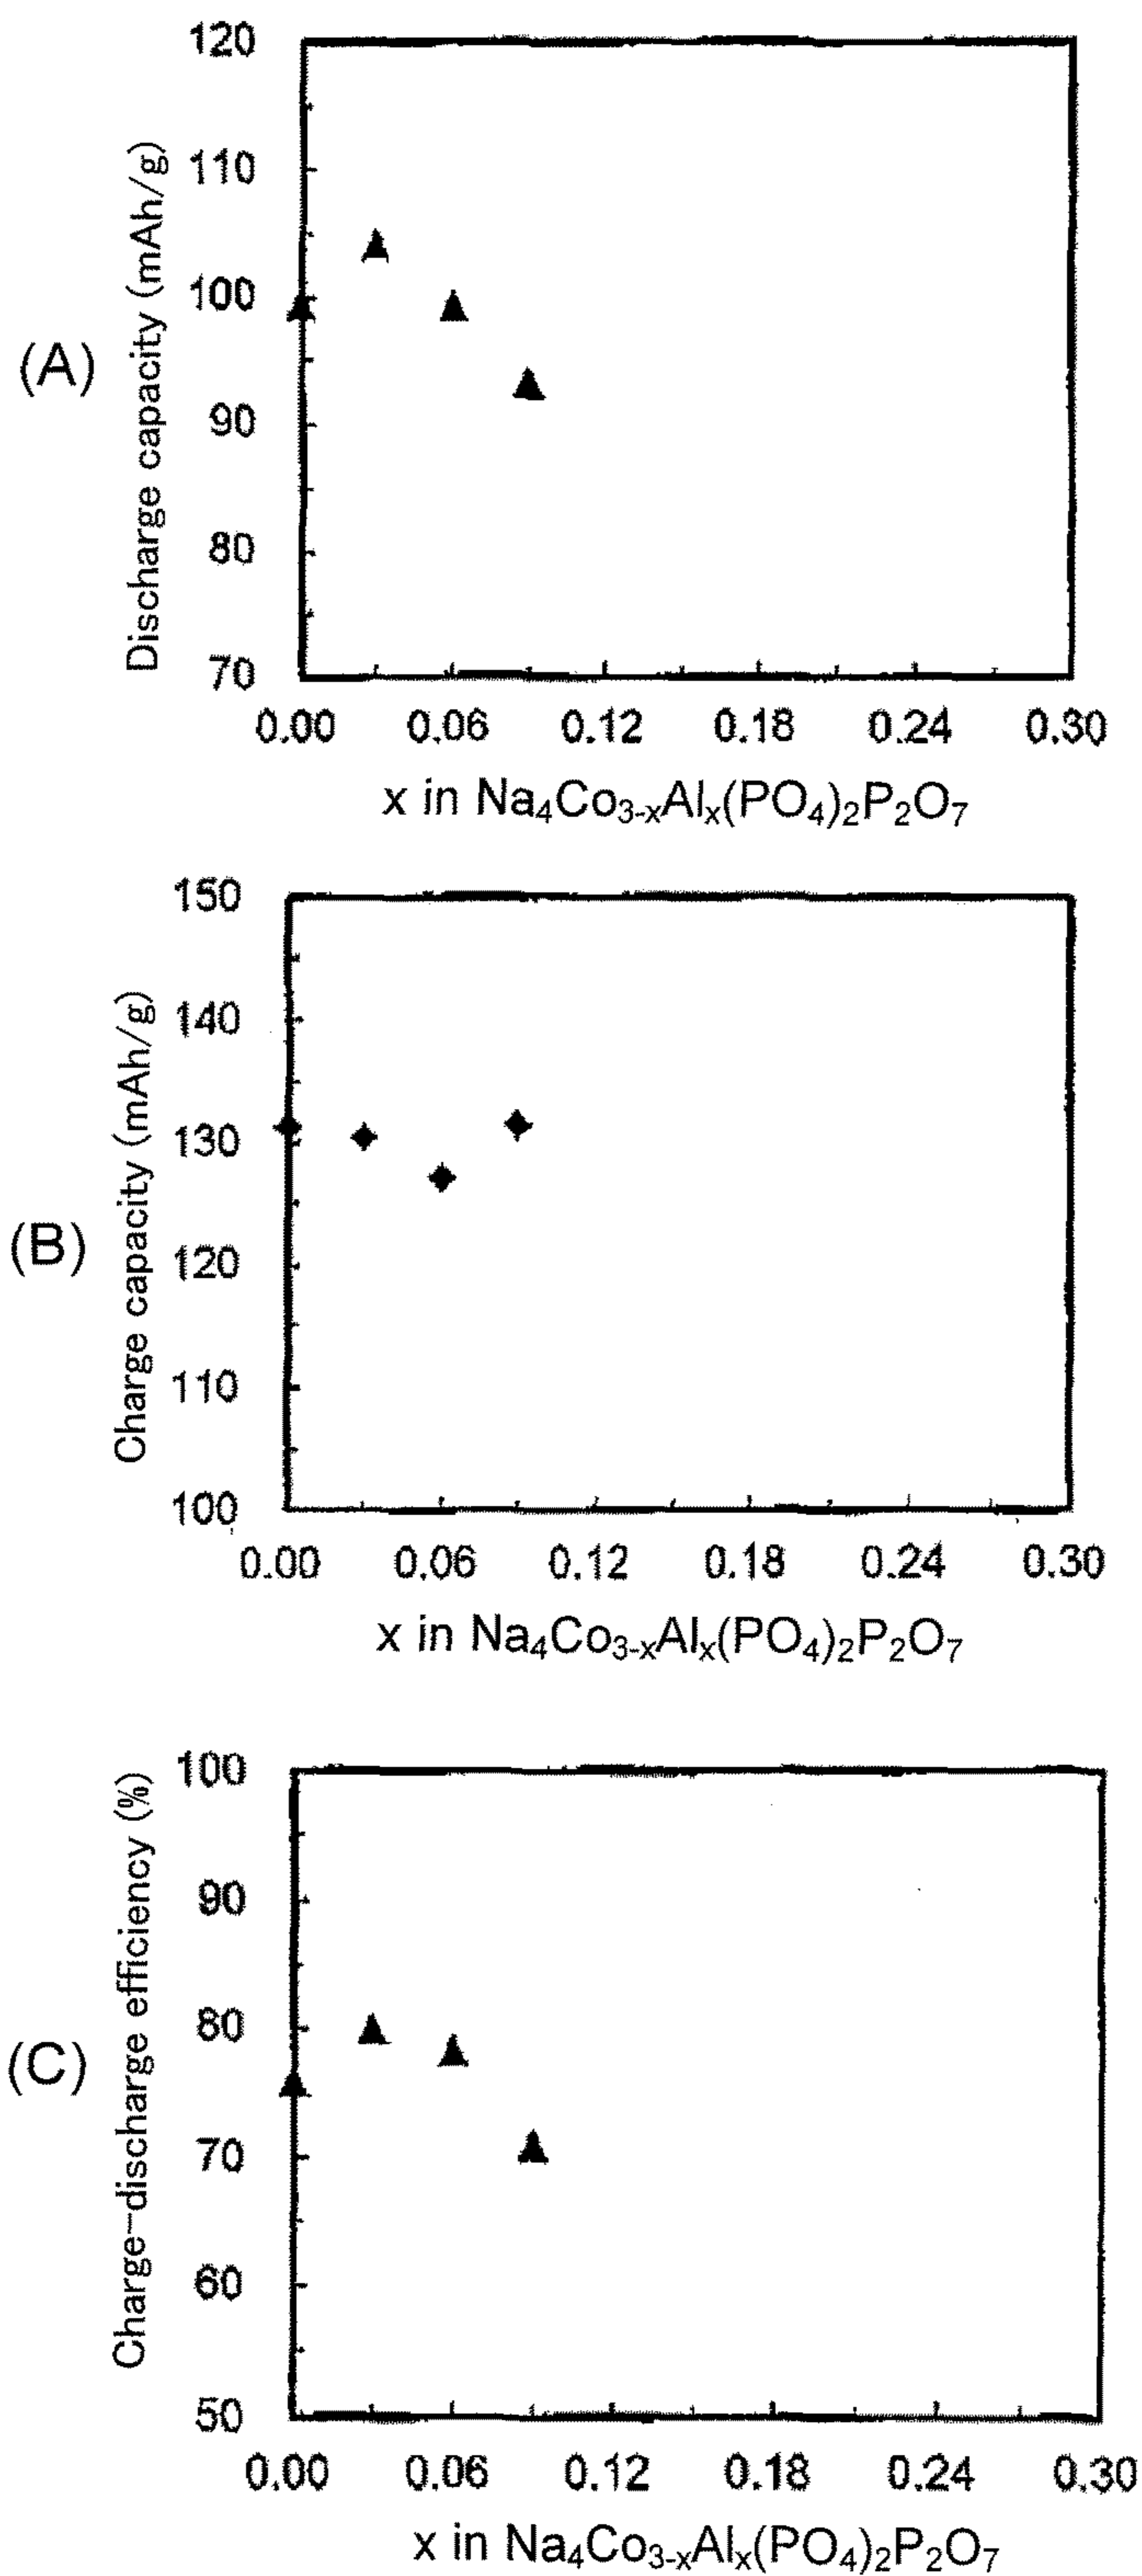 120
110
100
90
80
70
Discharge capacity (mAh/g)
(A)
0.00 0.06 0.12 0.18 0.24 0.30
x in Na₄Co₃₋ₓAlₓ(PO₄)₂P₂O₇
150
140
130
120
110
100
Charge capacity (mAh/g)
(B)
0.00 0.06 0.12 0.18 0.24 0.30
x in Na₄Co₃₋ₓAlₓ(PO₄)₂P₂O₇
100
90
80
70
60
50
Charge-discharge efficiency (%)
(C)
0.00 0.06 0.12 0.18 0.24 0.30
x in Na₄Co₃₋ₓAlₓ(PO₄)₂P₂O₇